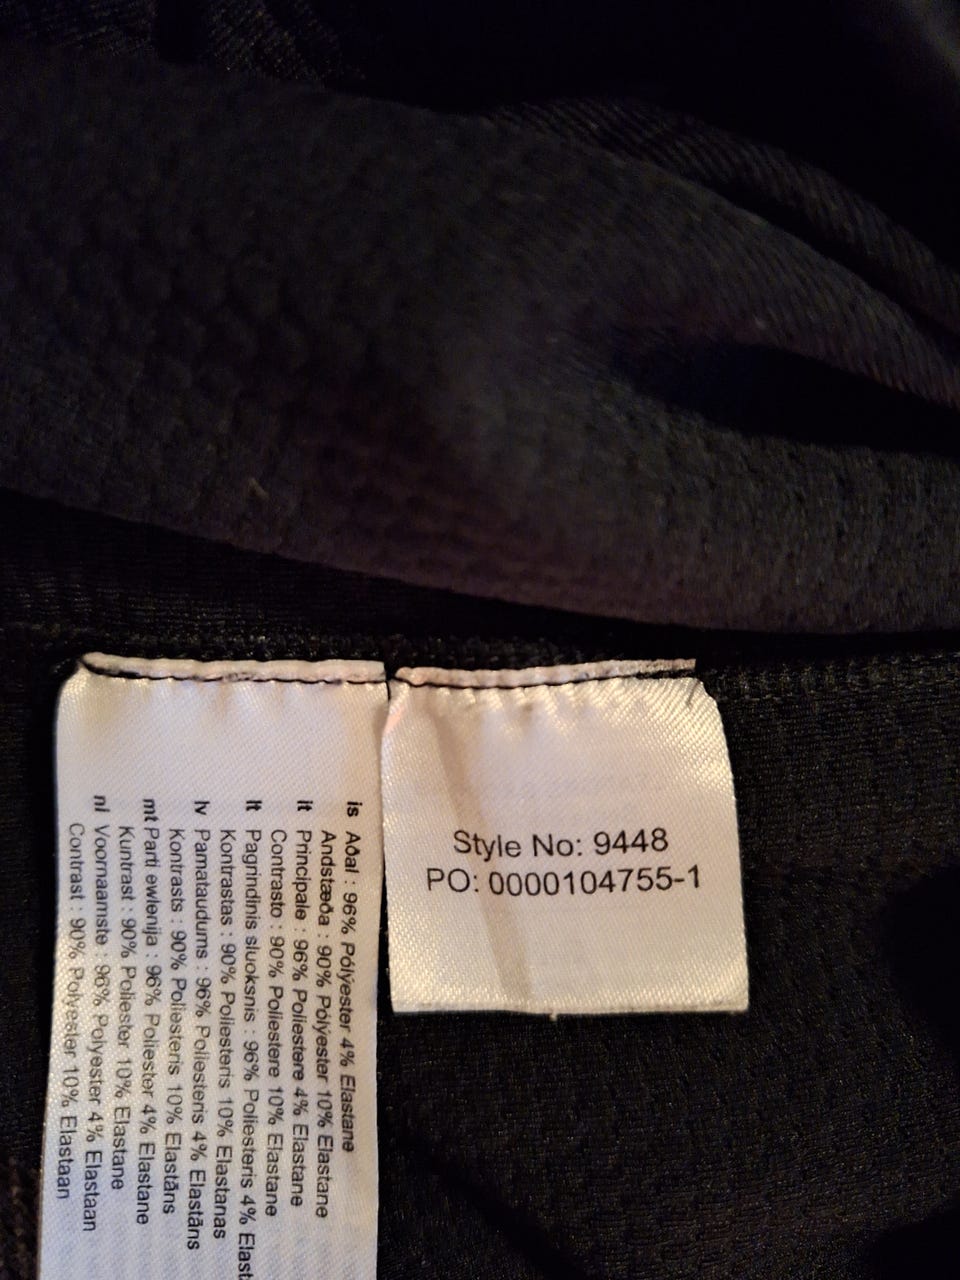 is Aðal : 96% Pólýester 4% Elastane
Andstæða : 90% Pólýester 10% Elastane
it Principale : 96% Poliestere 4% Elastane
Contrasto : 90% Poliestere 10% Elastane
lt Pagrindinis sluoksnis : 96% Poliesteris 4% Elast
Kontrastas : 90% Poliesteris 10% Elastanas
lv Pamataudums : 96% Poliesteris 4% Elastāns
Kontrasts : 90% Poliesteris 10% Elastāns
mt Parti ewlenija : 96% Poliester 4% Elastane
Kuntrast : 90% Poliester 10% Elastane
nl Voornaamste : 96% Polyester 4% Elastaan
Contrast : 90% Polyester 10% Elastaan
Style No: 9448
PO: 0000104755-1